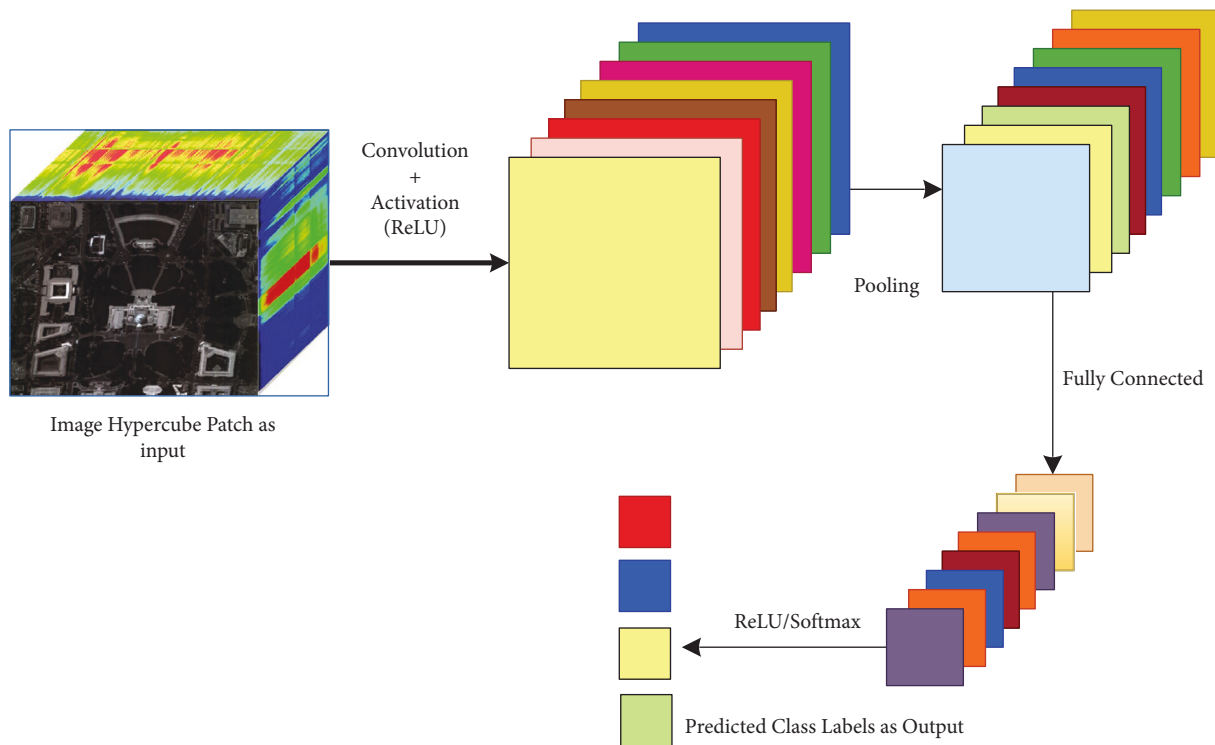 Convolution
+
Activation
(ReLU)
Pooling
Image Hypercube Patch as
input
Fully Connected
ReLU/Softmax
Predicted Class Labels as Output